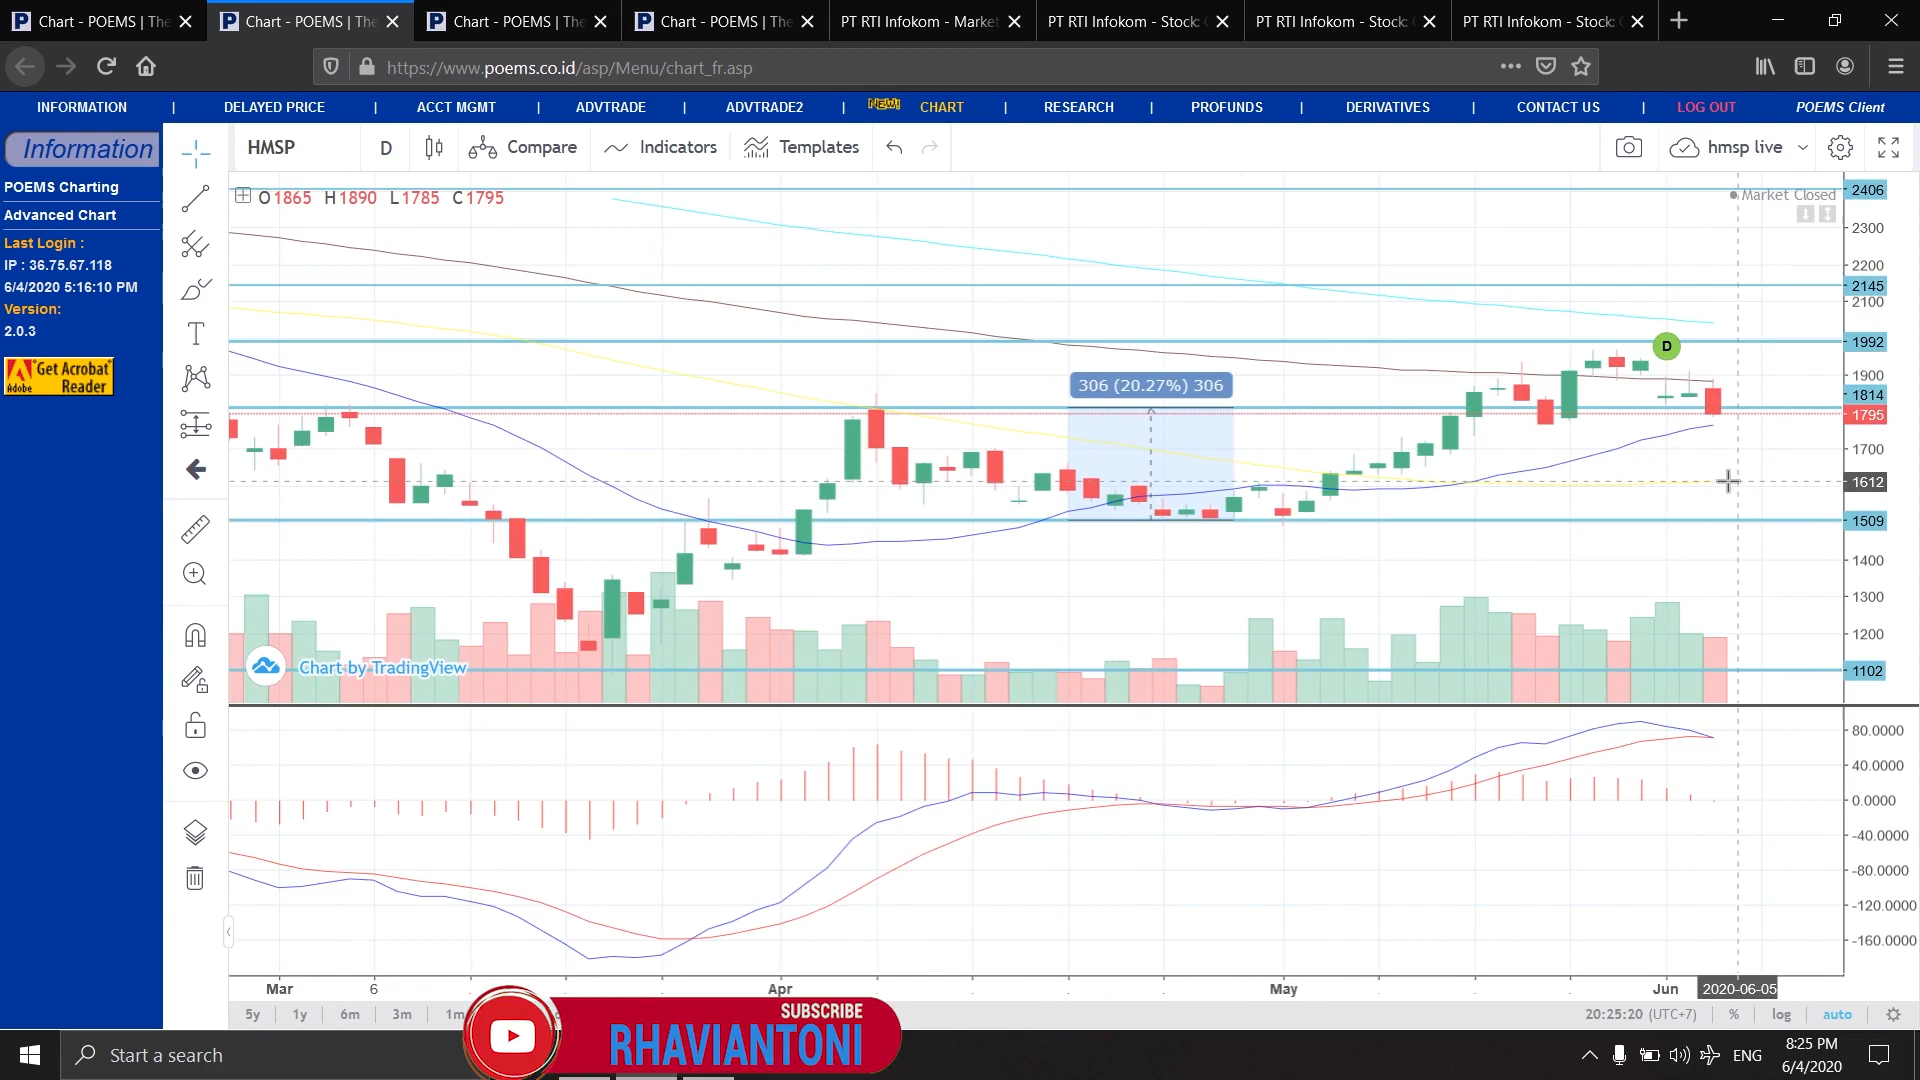 Chart - POEMS | The
Chart - POEMS | The
Chart - POEMS | The
Chart - POEMS | The
PT RTI Infokom - Market
PT RTI Infokom - Stock:
PT RTI Infokom - Stock:
PT RTI Infokom - Stock:
https://www.poems.co.id/asp/Menu/chart_fr.asp
INFORMATION | DELAYED PRICE | ACCT MGMT | ADVTRADE | ADVTRADE2 | NEW! CHART | RESEARCH | PROFUNDS | DERIVATIVES | CONTACT US | LOG OUT POEMS Client
Information
POEMS Charting
Advanced Chart
Last Login :
IP : 36.75.67.118
6/4/2020 5:16:10 PM
Version:
2.0.3
Get Acrobat
Reader
Adobe
HMSP D Compare Indicators Templates hmsp live
O1865 H1890 L1785 C1795
Market Closed
2406
2300
2200
2145
2100
1992
1900
1814
1795
1700
1612
1509
1400
1300
1200
1102
D
306 (20.27%) 306
Chart by TradingView
80.0000
40.0000
0.0000
-40.0000
-80.0000
-120.0000
-160.0000
Mar 6 Apr May Jun 2020-06-05
5y 1y 6m 3m 1m
20:25:20 (UTC+7) % log auto
SUBSCRIBE
RHAVIANTONI
Start a search
ENG
8:25 PM
6/4/2020